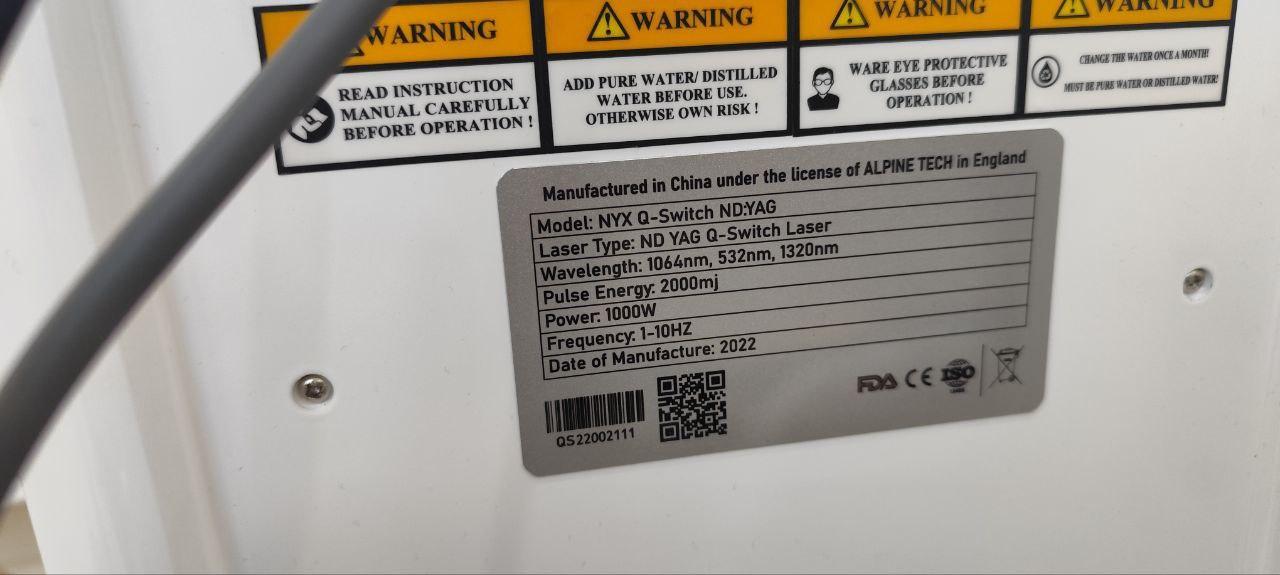 WARNING
READ INSTRUCTION
MANUAL CAREFULLY
BEFORE OPERATION !
WARNING
ADD PURE WATER/ DISTILLED
WATER BEFORE USE.
OTHERWISE OWN RISK !
WARNING
WARE EYE PROTECTIVE
GLASSES BEFORE
OPERATION !
WARNING
CHANGE THE WATER ONCE A MONTH!
MUST BE PURE WATER OR DISTILLED WATER!
Manufactured in China under the license of ALPINE TECH in England
Model: NYX Q-Switch ND:YAG
Laser Type: ND YAG Q-Switch Laser
Wavelength: 1064nm, 532nm, 1320nm
Pulse Energy: 2000mj
Power: 1000W
Frequency: 1-10HZ
Date of Manufacture: 2022
QS22002111
FDA CE ISO